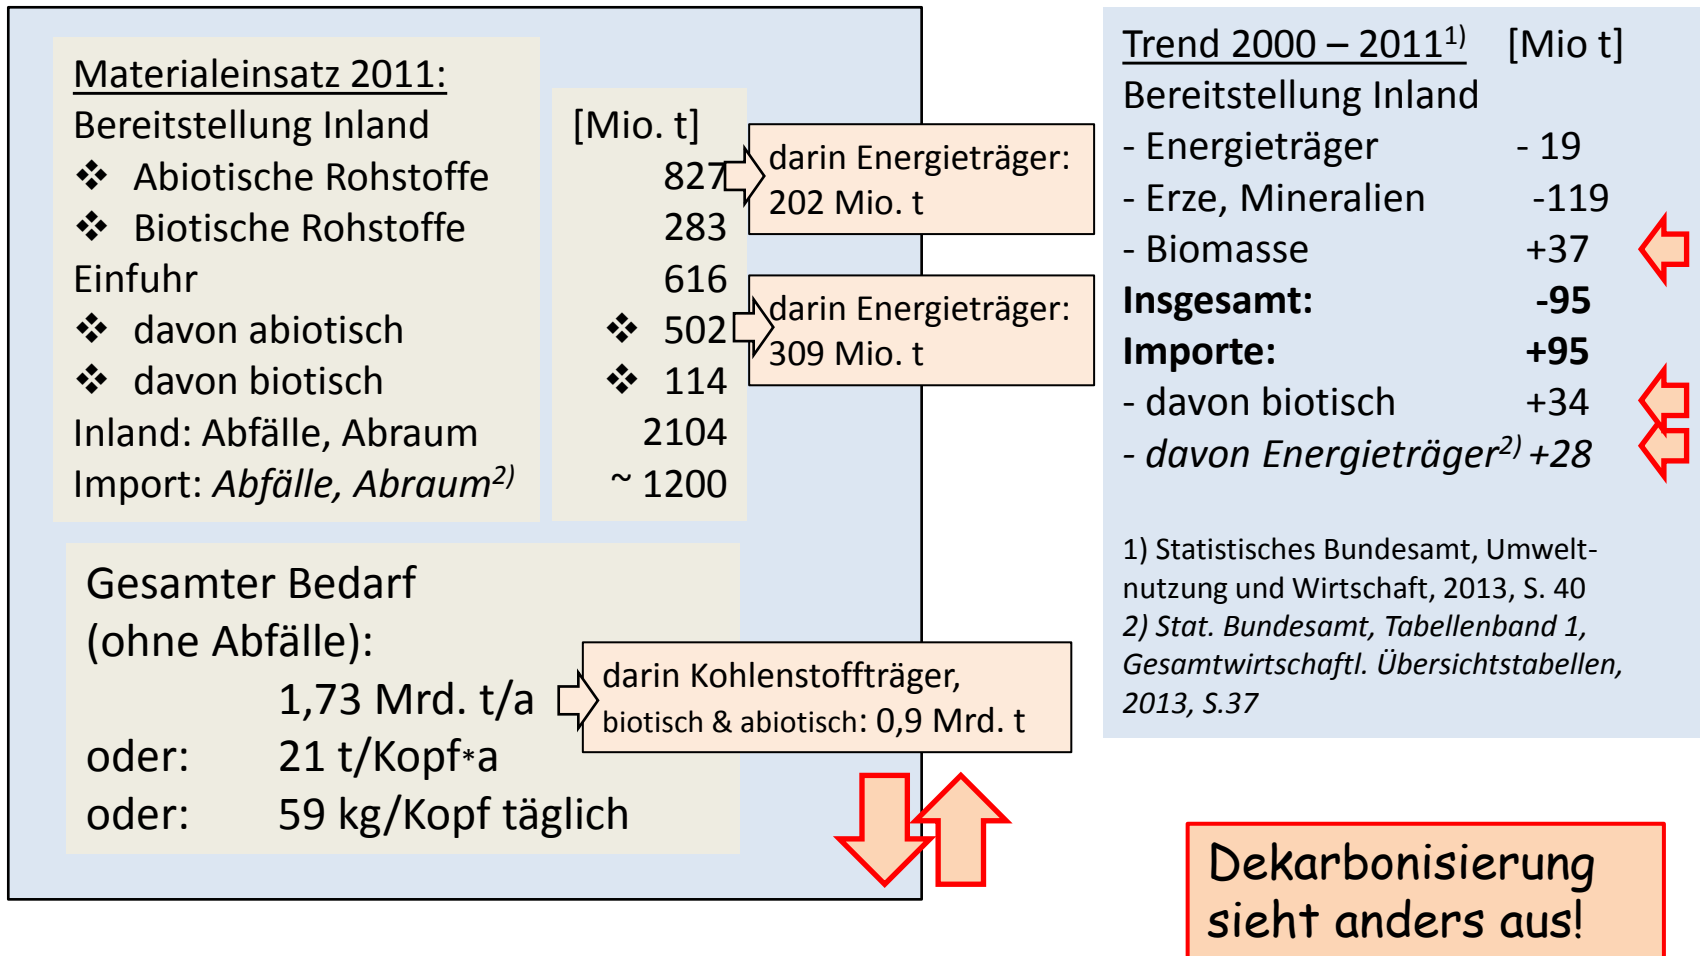 Materialeinsatz 2011:
Bereitstellung Inland [Mio. t]
❖ Abiotische Rohstoffe 827
❖ Biotische Rohstoffe 283
Einfuhr 616
❖ davon abiotisch ❖ 502
❖ davon biotisch ❖ 114
Inland: Abfälle, Abraum 2104
Import: Abfälle, Abraum2) ~ 1200
darin Energieträger:
202 Mio. t
darin Energieträger:
309 Mio. t
Gesamter Bedarf
(ohne Abfälle):
1,73 Mrd. t/a
oder: 21 t/Kopf*a
oder: 59 kg/Kopf täglich
darin Kohlenstoffträger,
biotisch & abiotisch: 0,9 Mrd. t
Trend 2000 – 20111) [Mio t]
Bereitstellung Inland
- Energieträger - 19
- Erze, Mineralien -119
- Biomasse +37
Insgesamt: -95
Importe: +95
- davon biotisch +34
- davon Energieträger2) +28
1) Statistisches Bundesamt, Umwelt-
nutzung und Wirtschaft, 2013, S. 40
2) Stat. Bundesamt, Tabellenband 1,
Gesamtwirtschaftl. Übersichtstabellen,
2013, S.37
Dekarbonisierung
sieht anders aus!